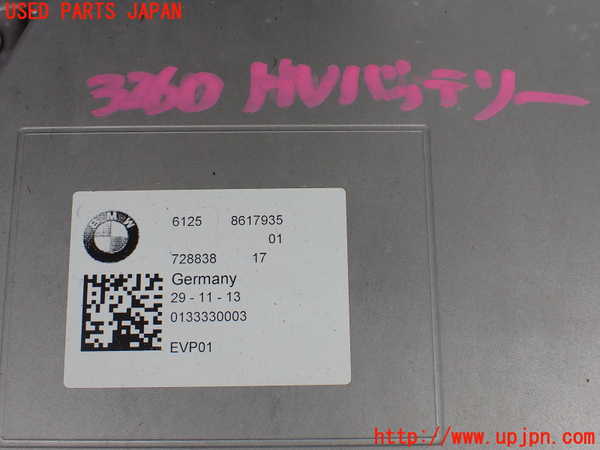 USED PARTS JAPAN
3260 HVバッテリー
BMW
6125 8617935
01
728838 17
Germany
29 - 11 - 13
0133330003
EVP01
http://www.upjpn.com/